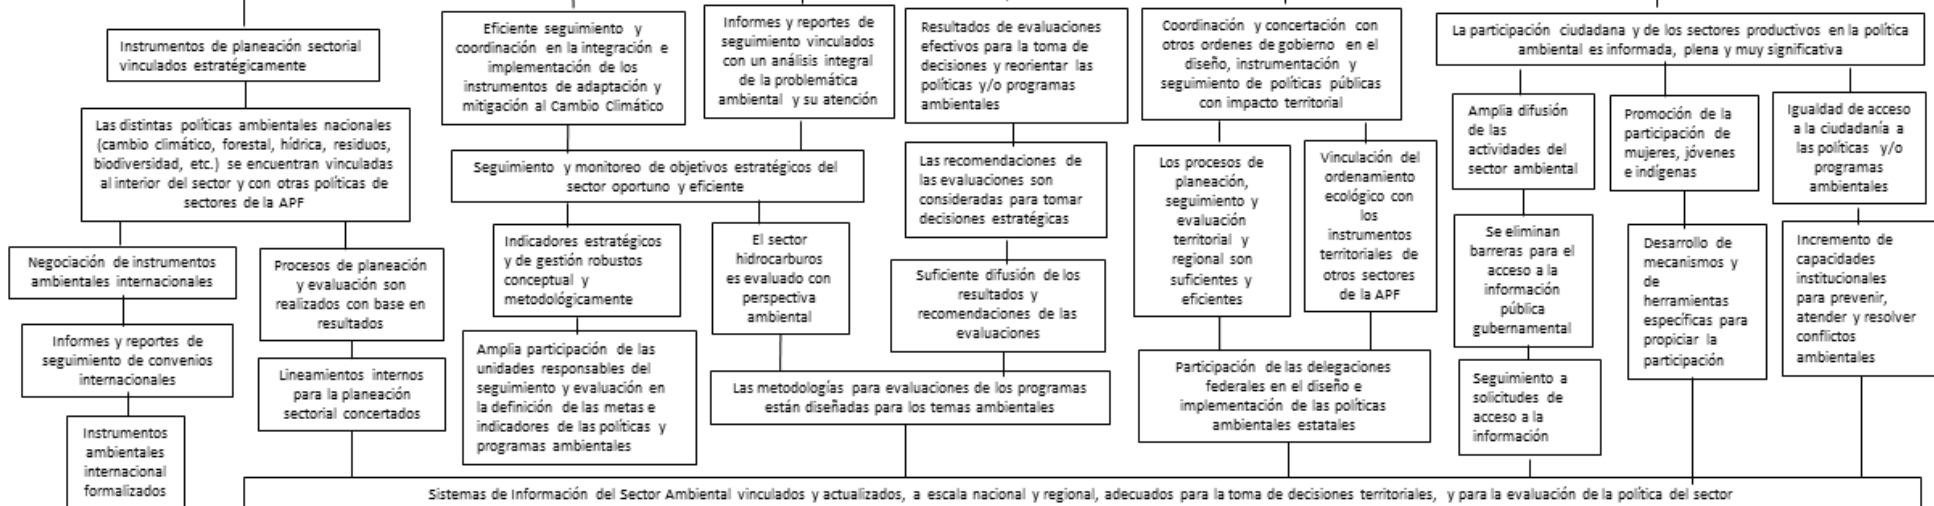 Instrumentos de planeación sectorial
vinculados estratégicamente
Las distintas políticas ambientales nacionales
(cambio climático, forestal, hídrica, residuos,
biodiversidad, etc.) se encuentran vinculadas
al interior del sector y con otras políticas de
sectores de la APF
Negociación de instrumentos
ambientales internacionales
Informes y reportes de
seguimiento de convenios
internacionales
Instrumentos
ambientales
internacional
formalizados
Procesos de planeación
y evaluación son
realizados con base en
resultados
Lineamientos internos
para la planeación
sectorial concertados
Eficiente seguimiento y
coordinación en la integración e
implementación de los
instrumentos de adaptación y
mitigación al Cambio Climático
Informes y reportes de
seguimiento vinculados
con un análisis integral
de la problemática
ambiental y su atención
Seguimiento y monitoreo de objetivos estratégicos del
sector oportuno y eficiente
Indicadores estratégicos
y de gestión robustos
conceptual y
metodológicamente
Amplia participación de las
unidades responsables del
seguimiento y evaluación en
la definición de las metas e
indicadores de las políticas y
programas ambientales
El sector
hidrocarburos
es evaluado con
perspectiva
ambiental
Resultados de evaluaciones
efectivos para la toma de
decisiones y reorientar las
políticas y/o programas
ambientales
Las recomendaciones de
las evaluaciones son
consideradas para tomar
decisiones estratégicas
Suficiente difusión de los
resultados y
recomendaciones de las
evaluaciones
Las metodologías para evaluaciones de los programas
están diseñadas para los temas ambientales
Coordinación y concertación con
otros ordenes de gobierno en el
diseño, instrumentación y
seguimiento de políticas públicas
con impacto territorial
Los procesos de
planeación,
seguimiento y
evaluación
territorial y
regional son
suficientes y
eficientes
Vinculación del
ordenamiento
ecológico con
los
instrumentos
territoriales de
otros sectores
de la APF
Participación de las delegaciones
federales en el diseño e
implementación de las políticas
ambientales estatales
La participación ciudadana y de los sectores productivos en la política
ambiental es informada, plena y muy significativa
Amplia difusión
de las
actividades del
sector ambiental
Se eliminan
barreras para el
acceso a la
información
pública
gubernamental
Seguimiento a
solicitudes de
acceso a la
información
Promoción de la
participación de
mujeres, jóvenes
e indígenas
Desarrollo de
mecanismos y
de
herramientas
específicas para
propiciar la
participación
Igualdad de acceso
a la ciudadanía a
las políticas y/o
programas
ambientales
Incremento de
capacidades
institucionales
para prevenir,
atender y resolver
conflictos
ambientales
Sistemas de Información del Sector Ambiental vinculados y actualizados, a escala nacional y regional, adecuados para la toma de decisiones territoriales, y para la evaluación de la política del sector